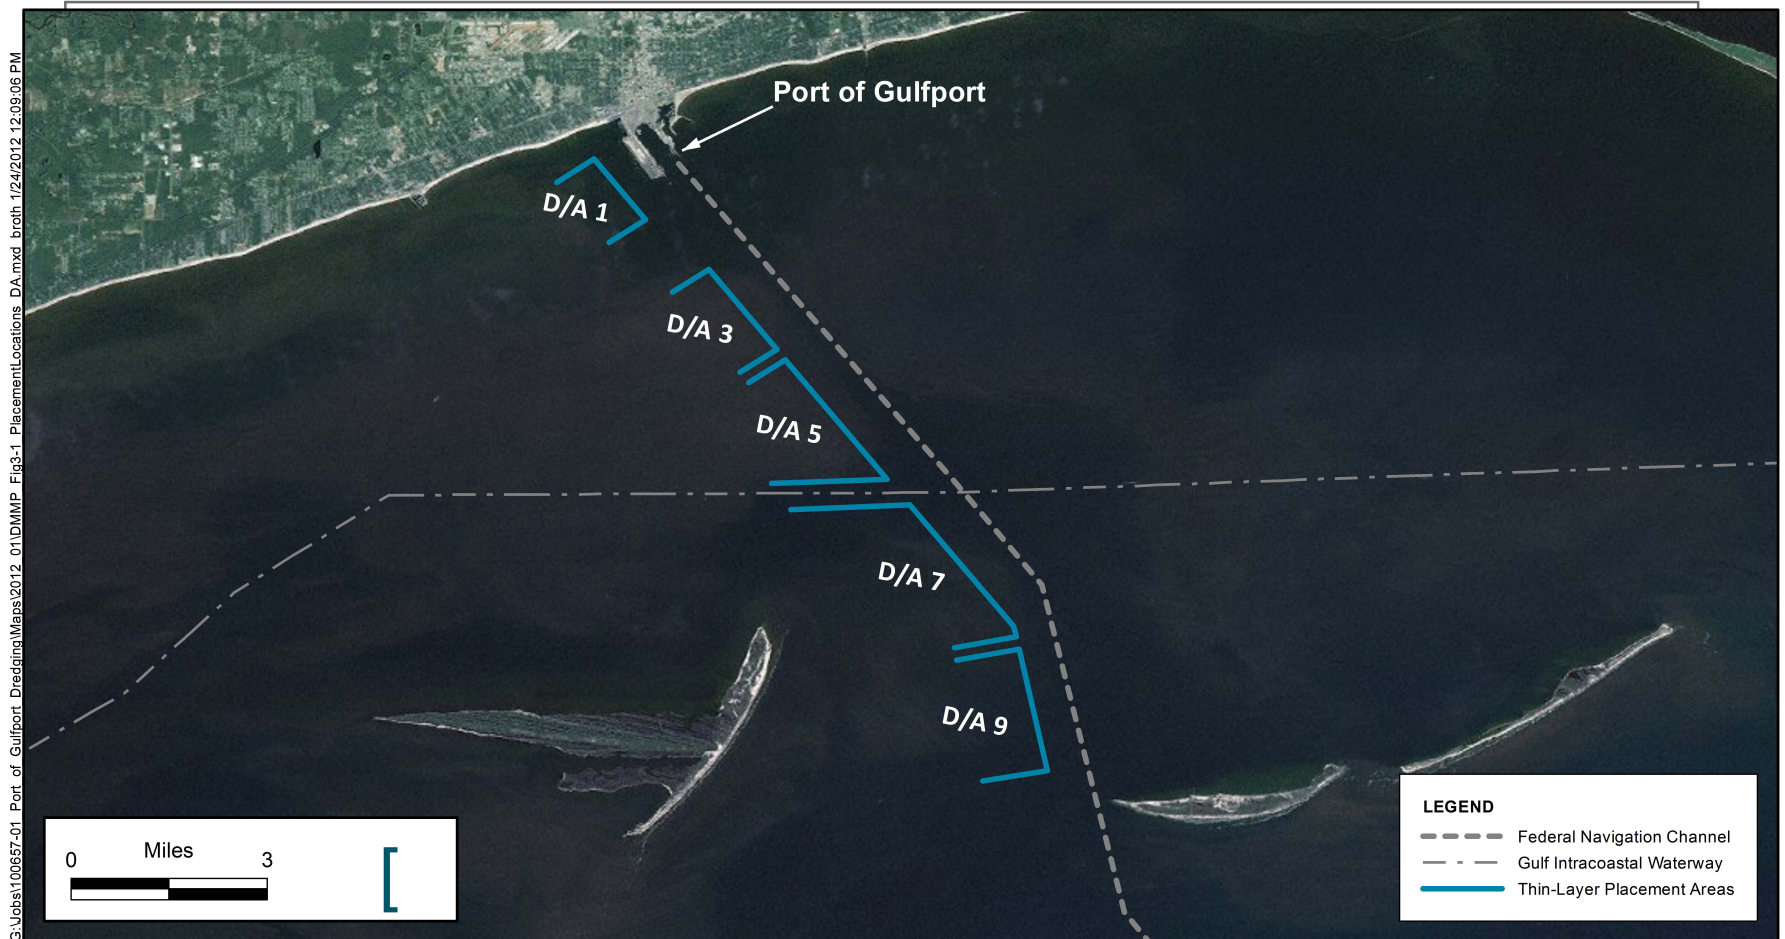 G:\Jobs\100657-01 Port of Gulfport Dredging\Maps\2012_01\DMMP_Fig3-1_PlacementLocations_DA.mxd broth 1/24/2012 12:09:06 PM
Port of Gulfport
D/A 1
D/A 3
D/A 5
D/A 7
D/A 9
Miles
0 3
[
LEGEND
Federal Navigation Channel
Gulf Intracoastal Waterway
Thin-Layer Placement Areas